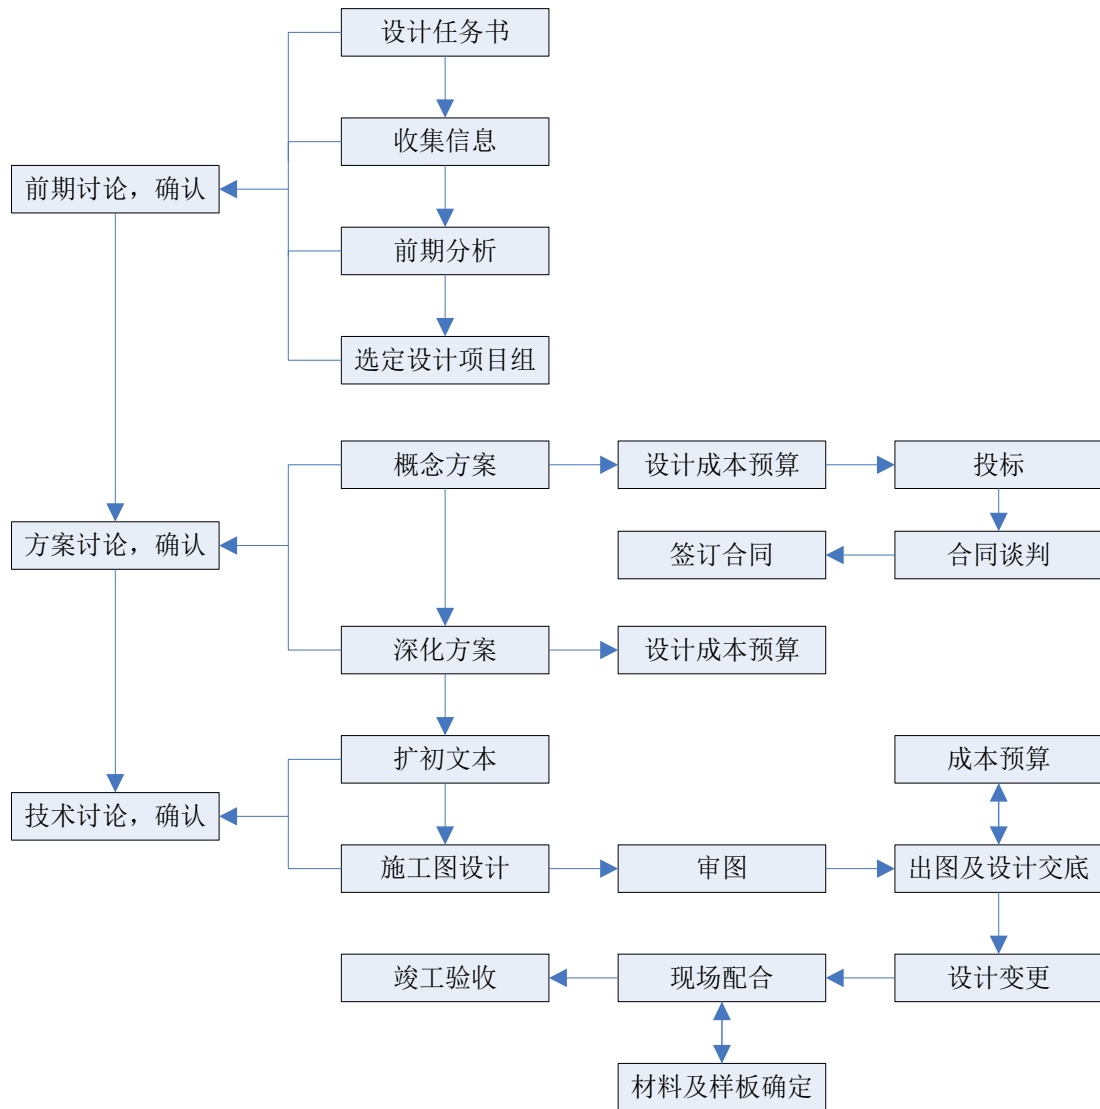 设计任务书
收集信息
前期讨论，确认
前期分析
选定设计项目组
概念方案
设计成本预算
投标
方案讨论，确认
签订合同
合同谈判
深化方案
设计成本预算
扩初文本
成本预算
技术讨论，确认
施工图设计
审图
出图及设计交底
竣工验收
现场配合
设计变更
材料及样板确定